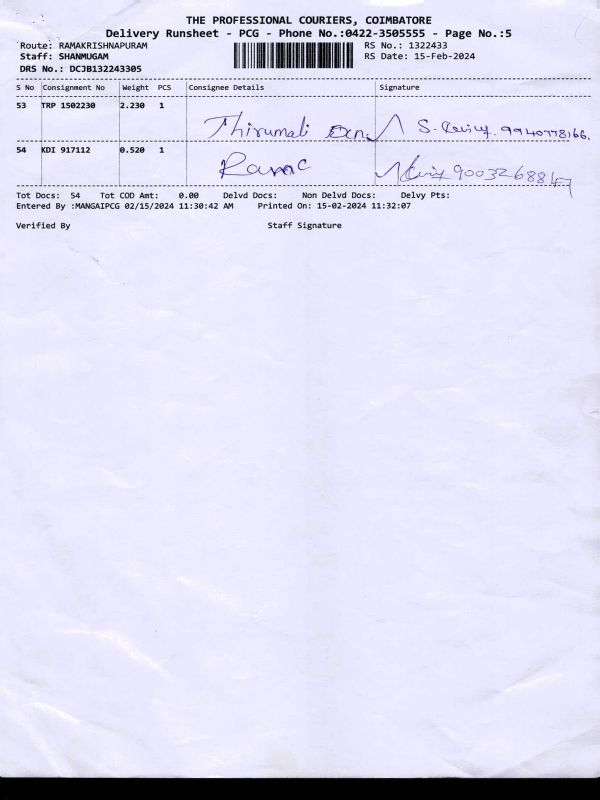 THE PROFESSIONAL COURIERS, COIMBATORE
Delivery Runsheet - PCG - Phone No.:0422-3505555 - Page No.:5
Route: RAMAKRISHNAPURAM RS No.: 1322433
Staff: SHANMUGAM RS Date: 15-Feb-2024
DRS No.: DCJB132243305
S No Consignment No Weight PCS Consignee Details Signature
53 TRP 1502230 2.230 1
Thirumali S. 9940778166.
54 KDI 917112 0.520 1
9003268847
Tot Docs: 54 Tot COD Amt: 0.00 Delvd Docs: Non Delvd Docs: Delvy Pts:
Entered By :MANGAIPCG 02/15/2024 11:30:42 AM Printed On: 15-02-2024 11:32:07
Verified By Staff Signature